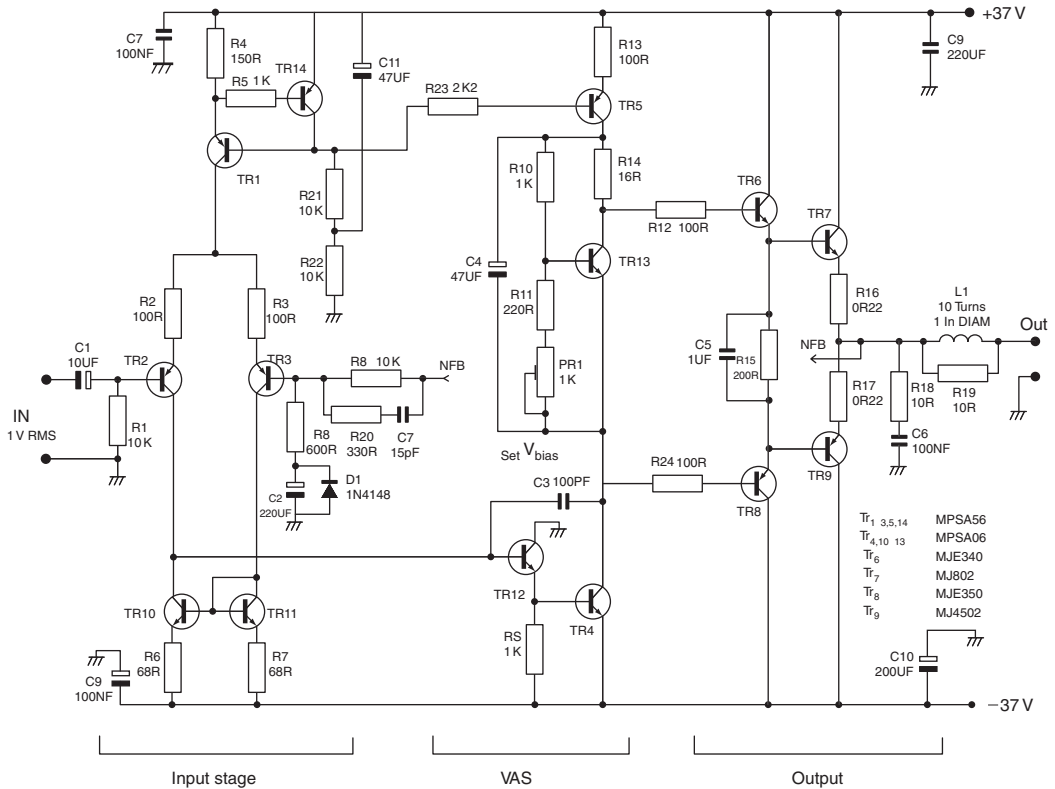 +37 V
C7
100NF
R4
150R
TR14
R5 1K
C11
47UF
R13
100R
C9
220UF
R23 2K2
TR5
TR1
R10
1K
R14
16R
TR6
TR7
R21
10K
R12 100R
R22
10K
C4
47UF
TR13
R2
100R
R3
100R
R11
220R
R16
0R22
L1
10 Turns
1 In DIAM
Out
C1
10UF
TR2
TR3
R8 10K
NFB
PR1
1K
C5
1UF
R15
200R
NFB
R18
10R
R19
10R
R17
0R22
IN
1 V RMS
R1
10K
R8
600R
R20
330R
C7
15pF
C6
100NF
Set Vbias
R24 100R
TR9
TR8
C2
220UF
D1
1N4148
C3 100PF
Tr1 3,5,14 MPSA56
Tr4,10 13 MPSA06
Tr6 MJE340
Tr7 MJ802
Tr8 MJE350
Tr9 MJ4502
TR12
TR4
TR10
TR11
RS
1K
R6
68R
R7
68R
C9
100NF
C10
200UF
−37 V
Input stage
VAS
Output